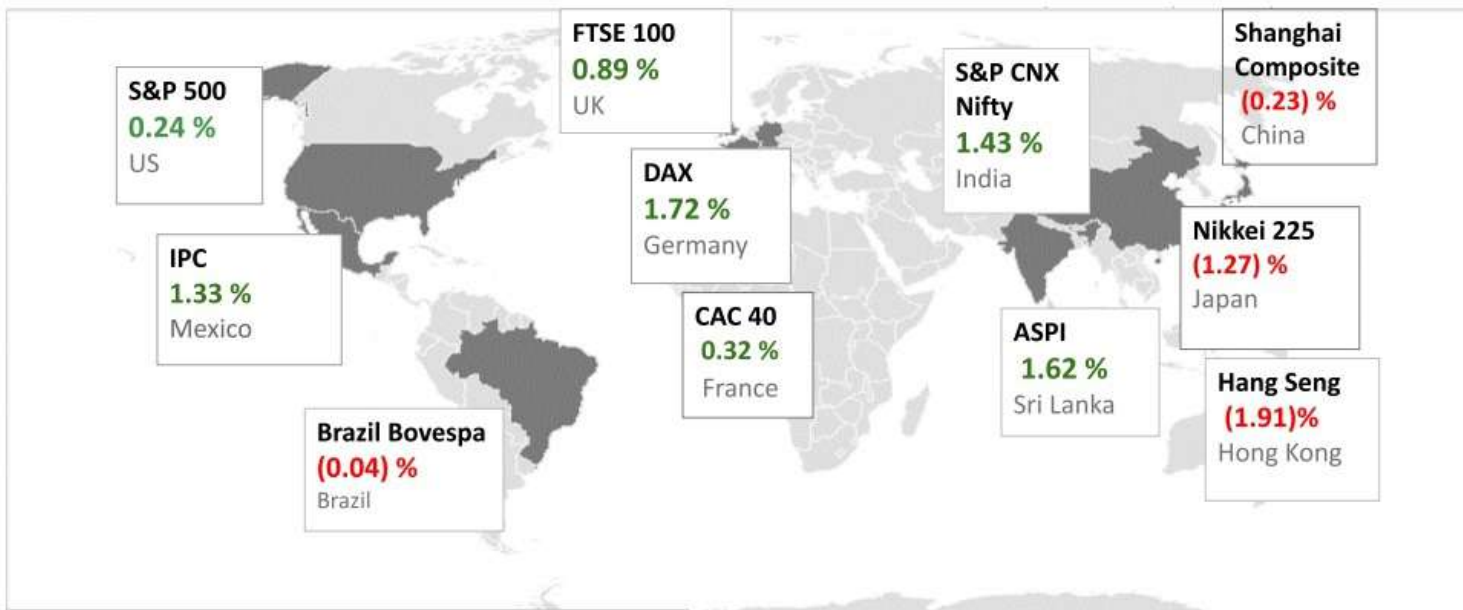 S&P 500
0.24 %
US
FTSE 100
0.89 %
UK
S&P CNX
Nifty
1.43 %
India
Shanghai
Composite
(0.23) %
China
IPC
1.33 %
Mexico
DAX
1.72 %
Germany
Nikkei 225
(1.27) %
Japan
CAC 40
0.32 %
France
ASPI
1.62 %
Sri Lanka
Hang Seng
(1.91)%
Hong Kong
Brazil Bovespa
(0.04) %
Brazil